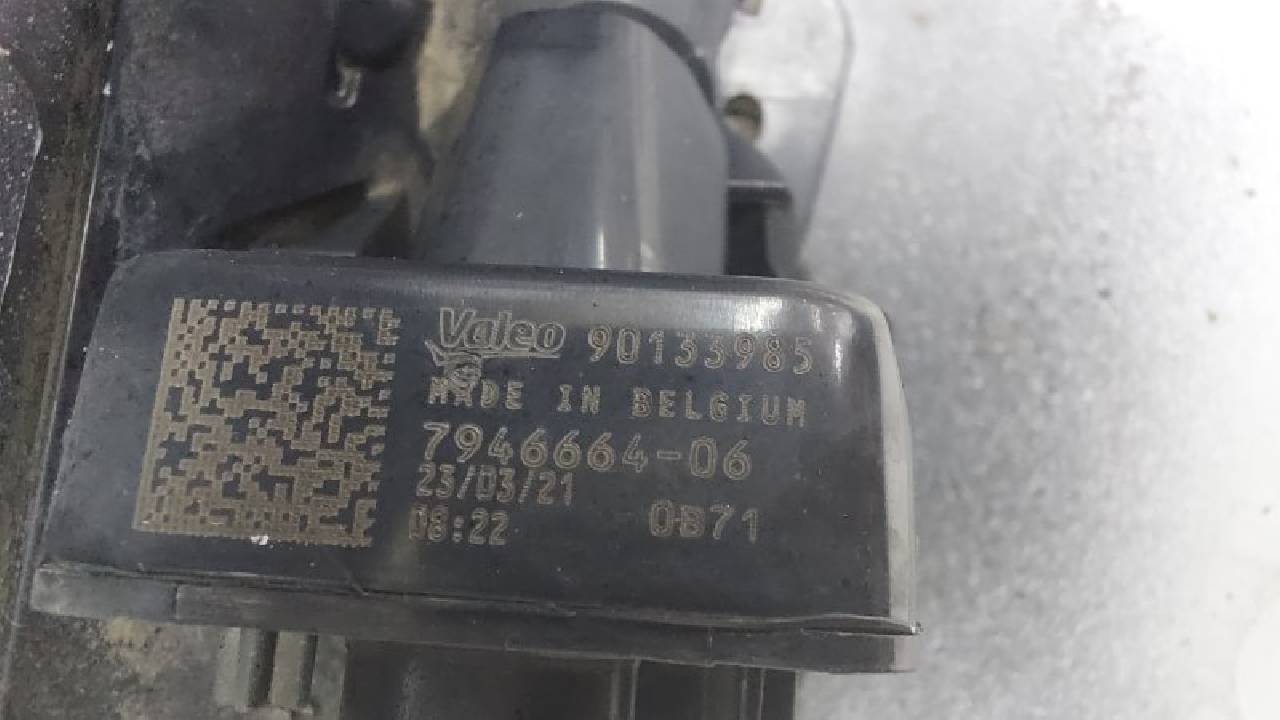 Valeo 90133985
MADE IN BELGIUM
7946664-06
23/03/21
08:22 0B71